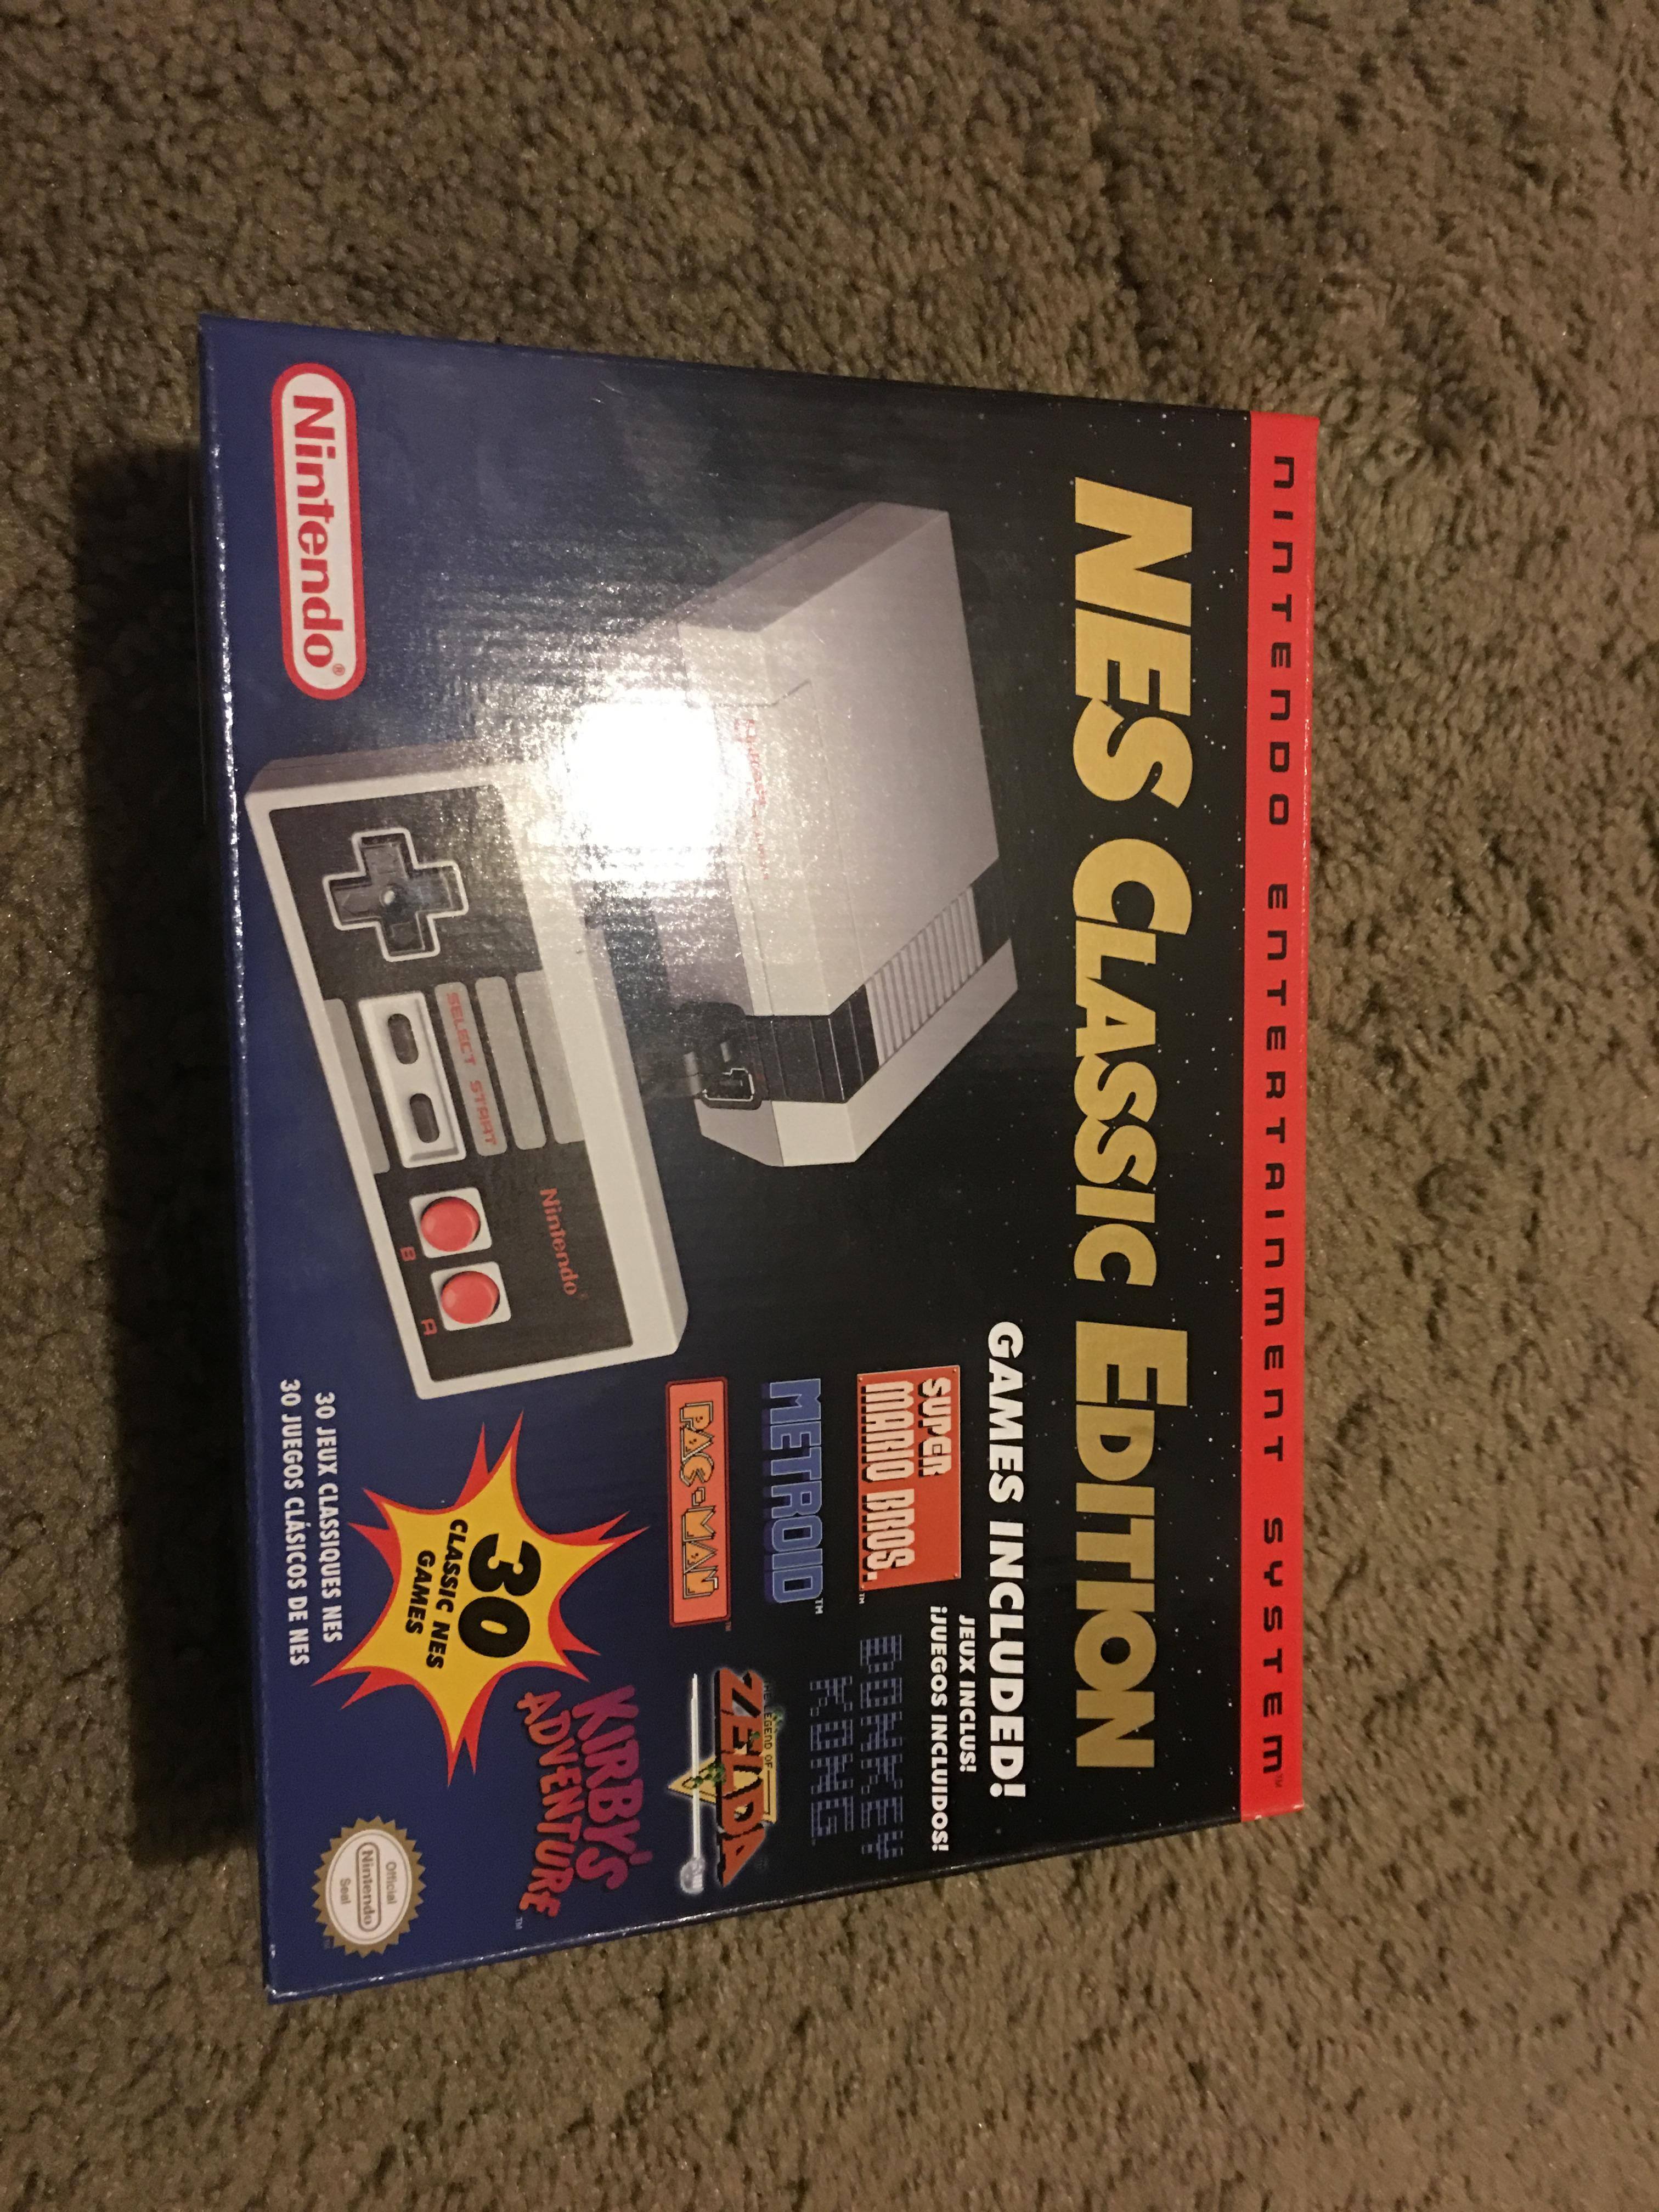 NINTENDO ENTERTAINMENT SYSTEM™
NES CLASSIC EDITION
GAMES INCLUDED!
JEUX INCLUS!
¡JUEGOS INCLUIDOS!
SUPER
MARIO BROS.™
DONKEY
KONG
METROID™
THE LEGEND OF
ZELDA
PAC-MAN™
KIRBY'S
ADVENTURE™
30
CLASSIC NES
GAMES
30 JEUX CLASSIQUES NES
30 JUEGOS CLÁSICOS DE NES
Nintendo®
Nintendo
SELECT START
B A
Official
Nintendo
Seal